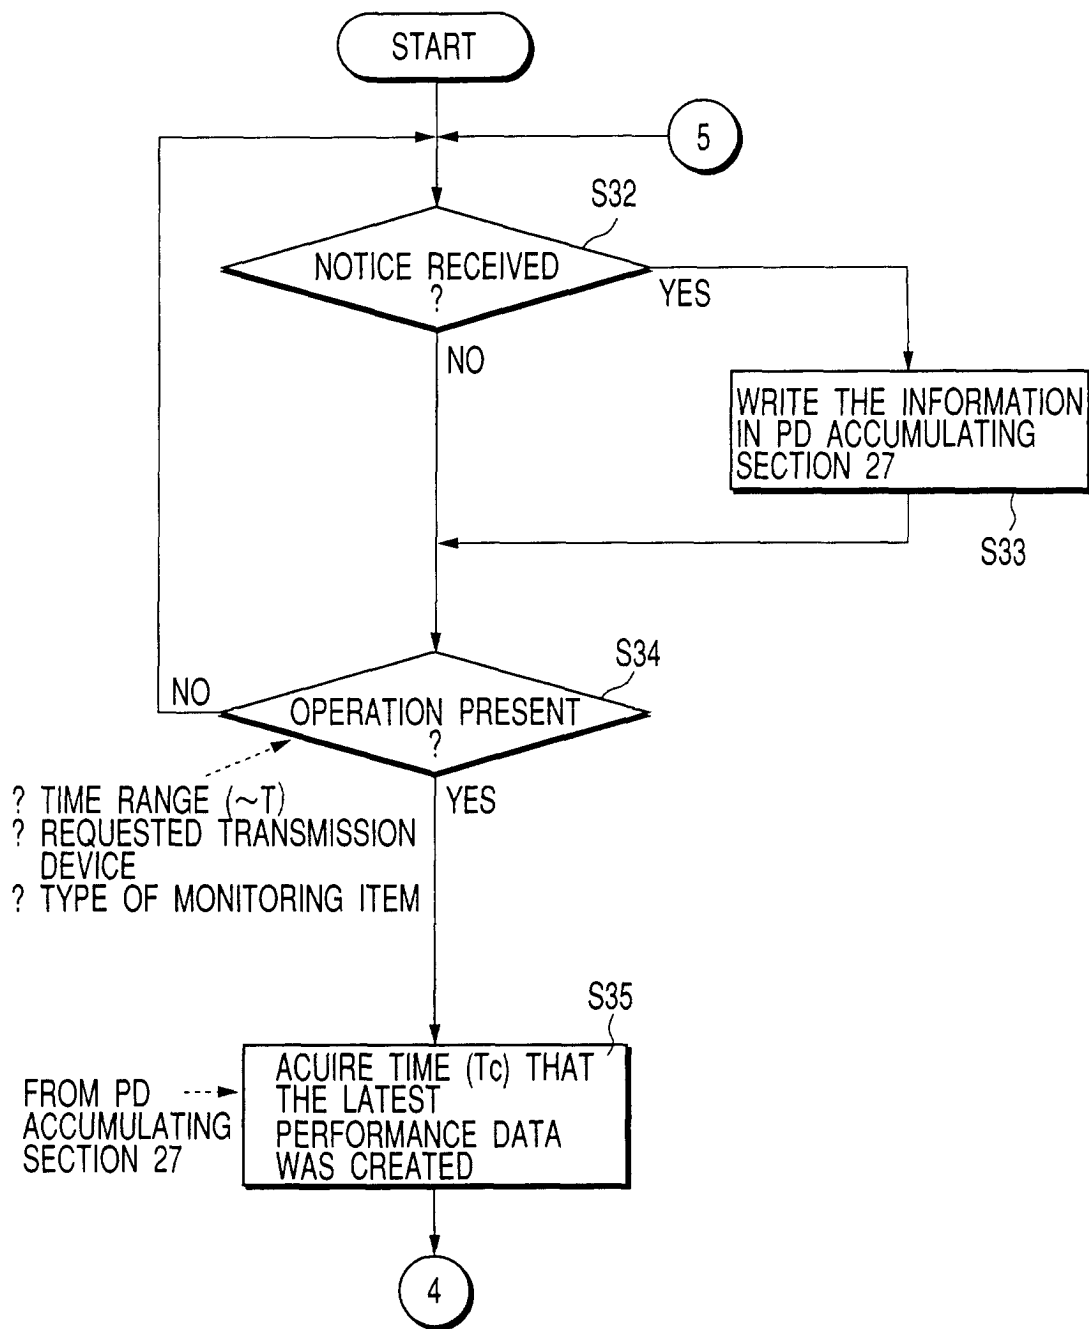 START
5
S32
NOTICE RECEIVED
?
YES
NO
WRITE THE INFORMATION
IN PD ACCUMULATING
SECTION 27
S33
S34
NO
OPERATION PRESENT
?
YES
? TIME RANGE (~T)
? REQUESTED TRANSMISSION
DEVICE
? TYPE OF MONITORING ITEM
S35
ACUIRE TIME (Tc) THAT
THE LATEST
PERFORMANCE DATA
WAS CREATED
FROM PD
ACCUMULATING
SECTION 27
4